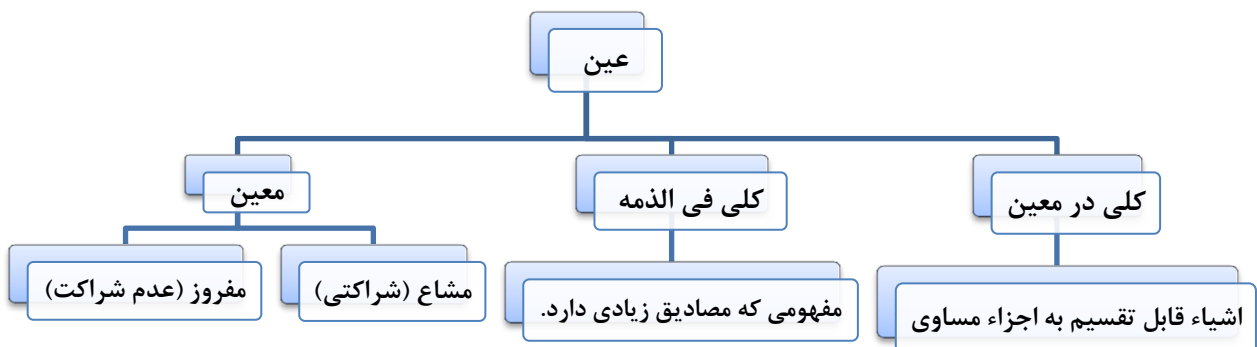 عین
کلی در معین
کلی فی الذمه
معین
اشیاء قابل تقسیم به اجزاء مساوی
مفهومی که مصادیق زیادی دارد.
مشاع (شراکتی)
مفروز (عدم شراکت)